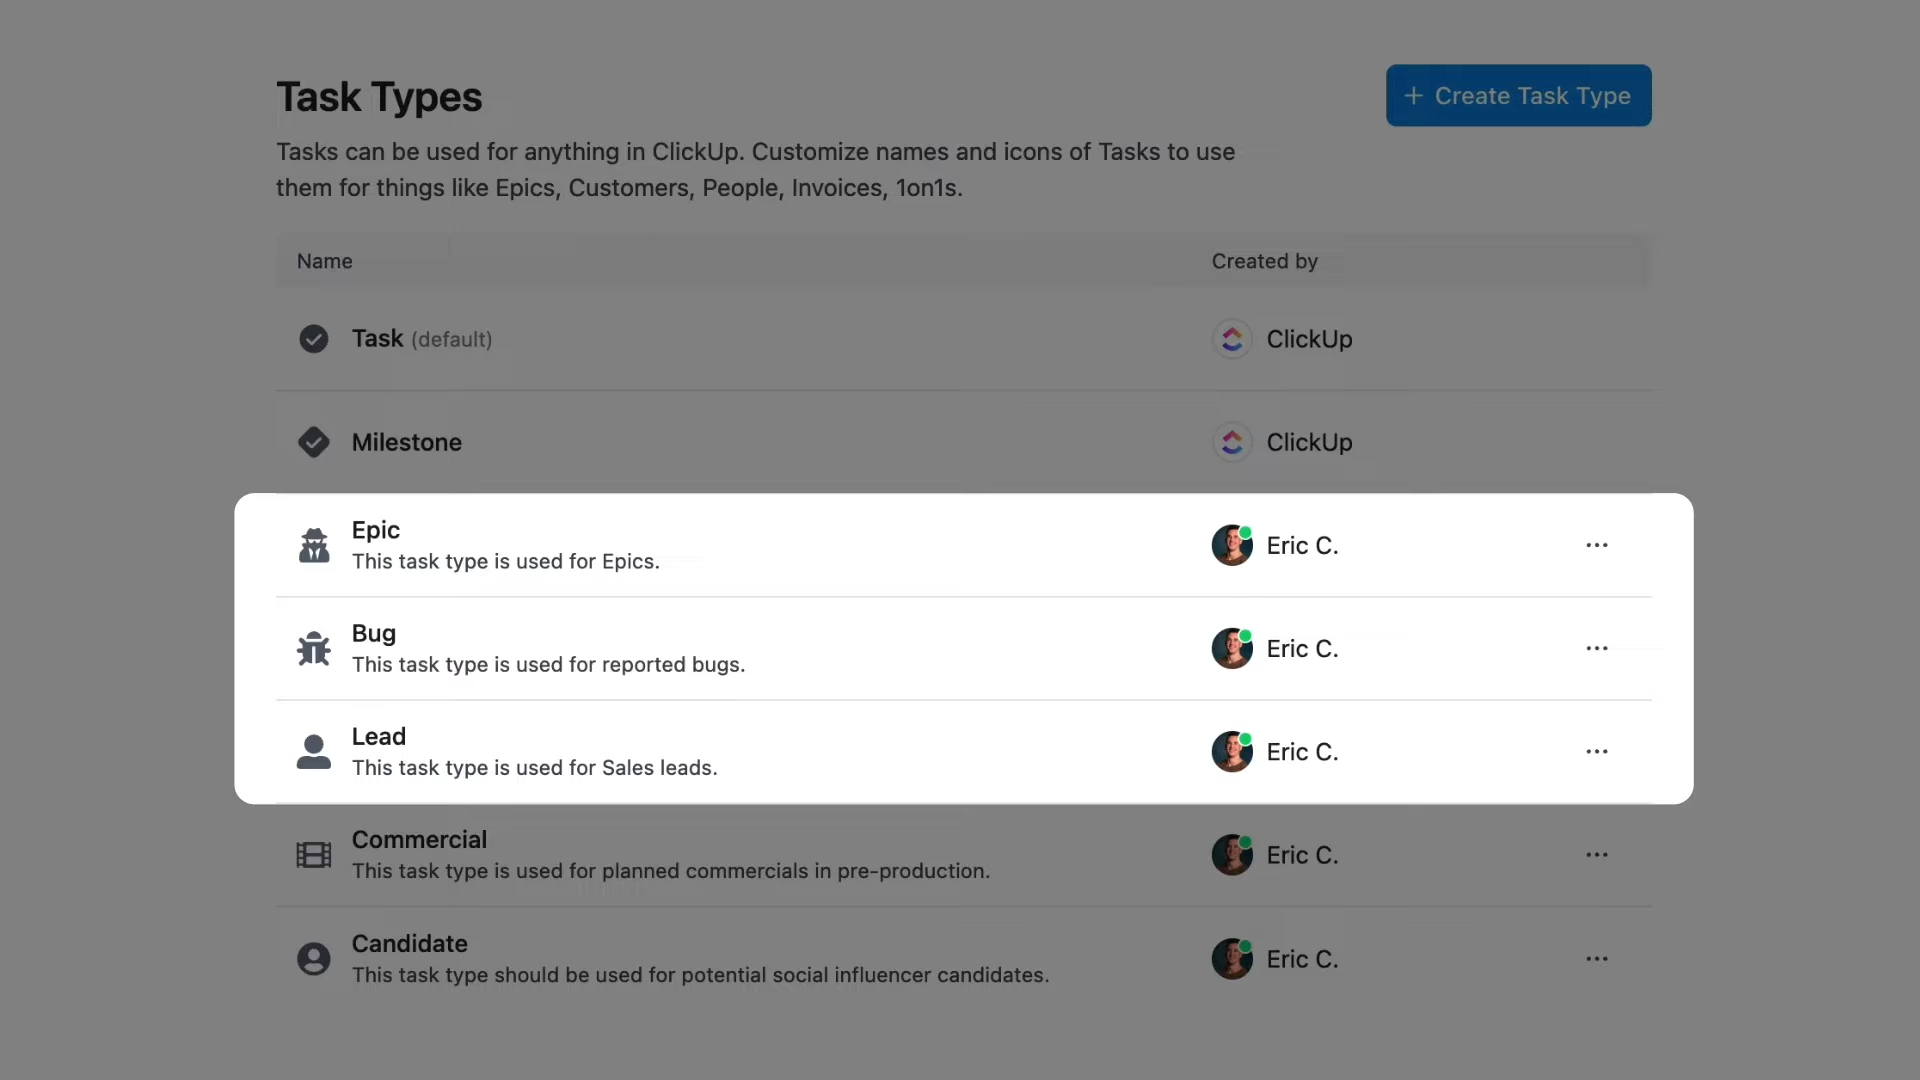 Task Types
+ Create Task Type
Tasks can be used for anything in ClickUp. Customize names and icons of Tasks to use
them for things like Epics, Customers, People, Invoices, 1on1s.
Name
Created by
Task (default)
ClickUp
Milestone
ClickUp
Epic
This task type is used for Epics.
Eric C.
Bug
This task type is used for reported bugs.
Eric C.
Lead
This task type is used for Sales leads.
Eric C.
Commercial
This task type is used for planned commercials in pre-production.
Eric C.
Candidate
This task type should be used for potential social influencer candidates.
Eric C.